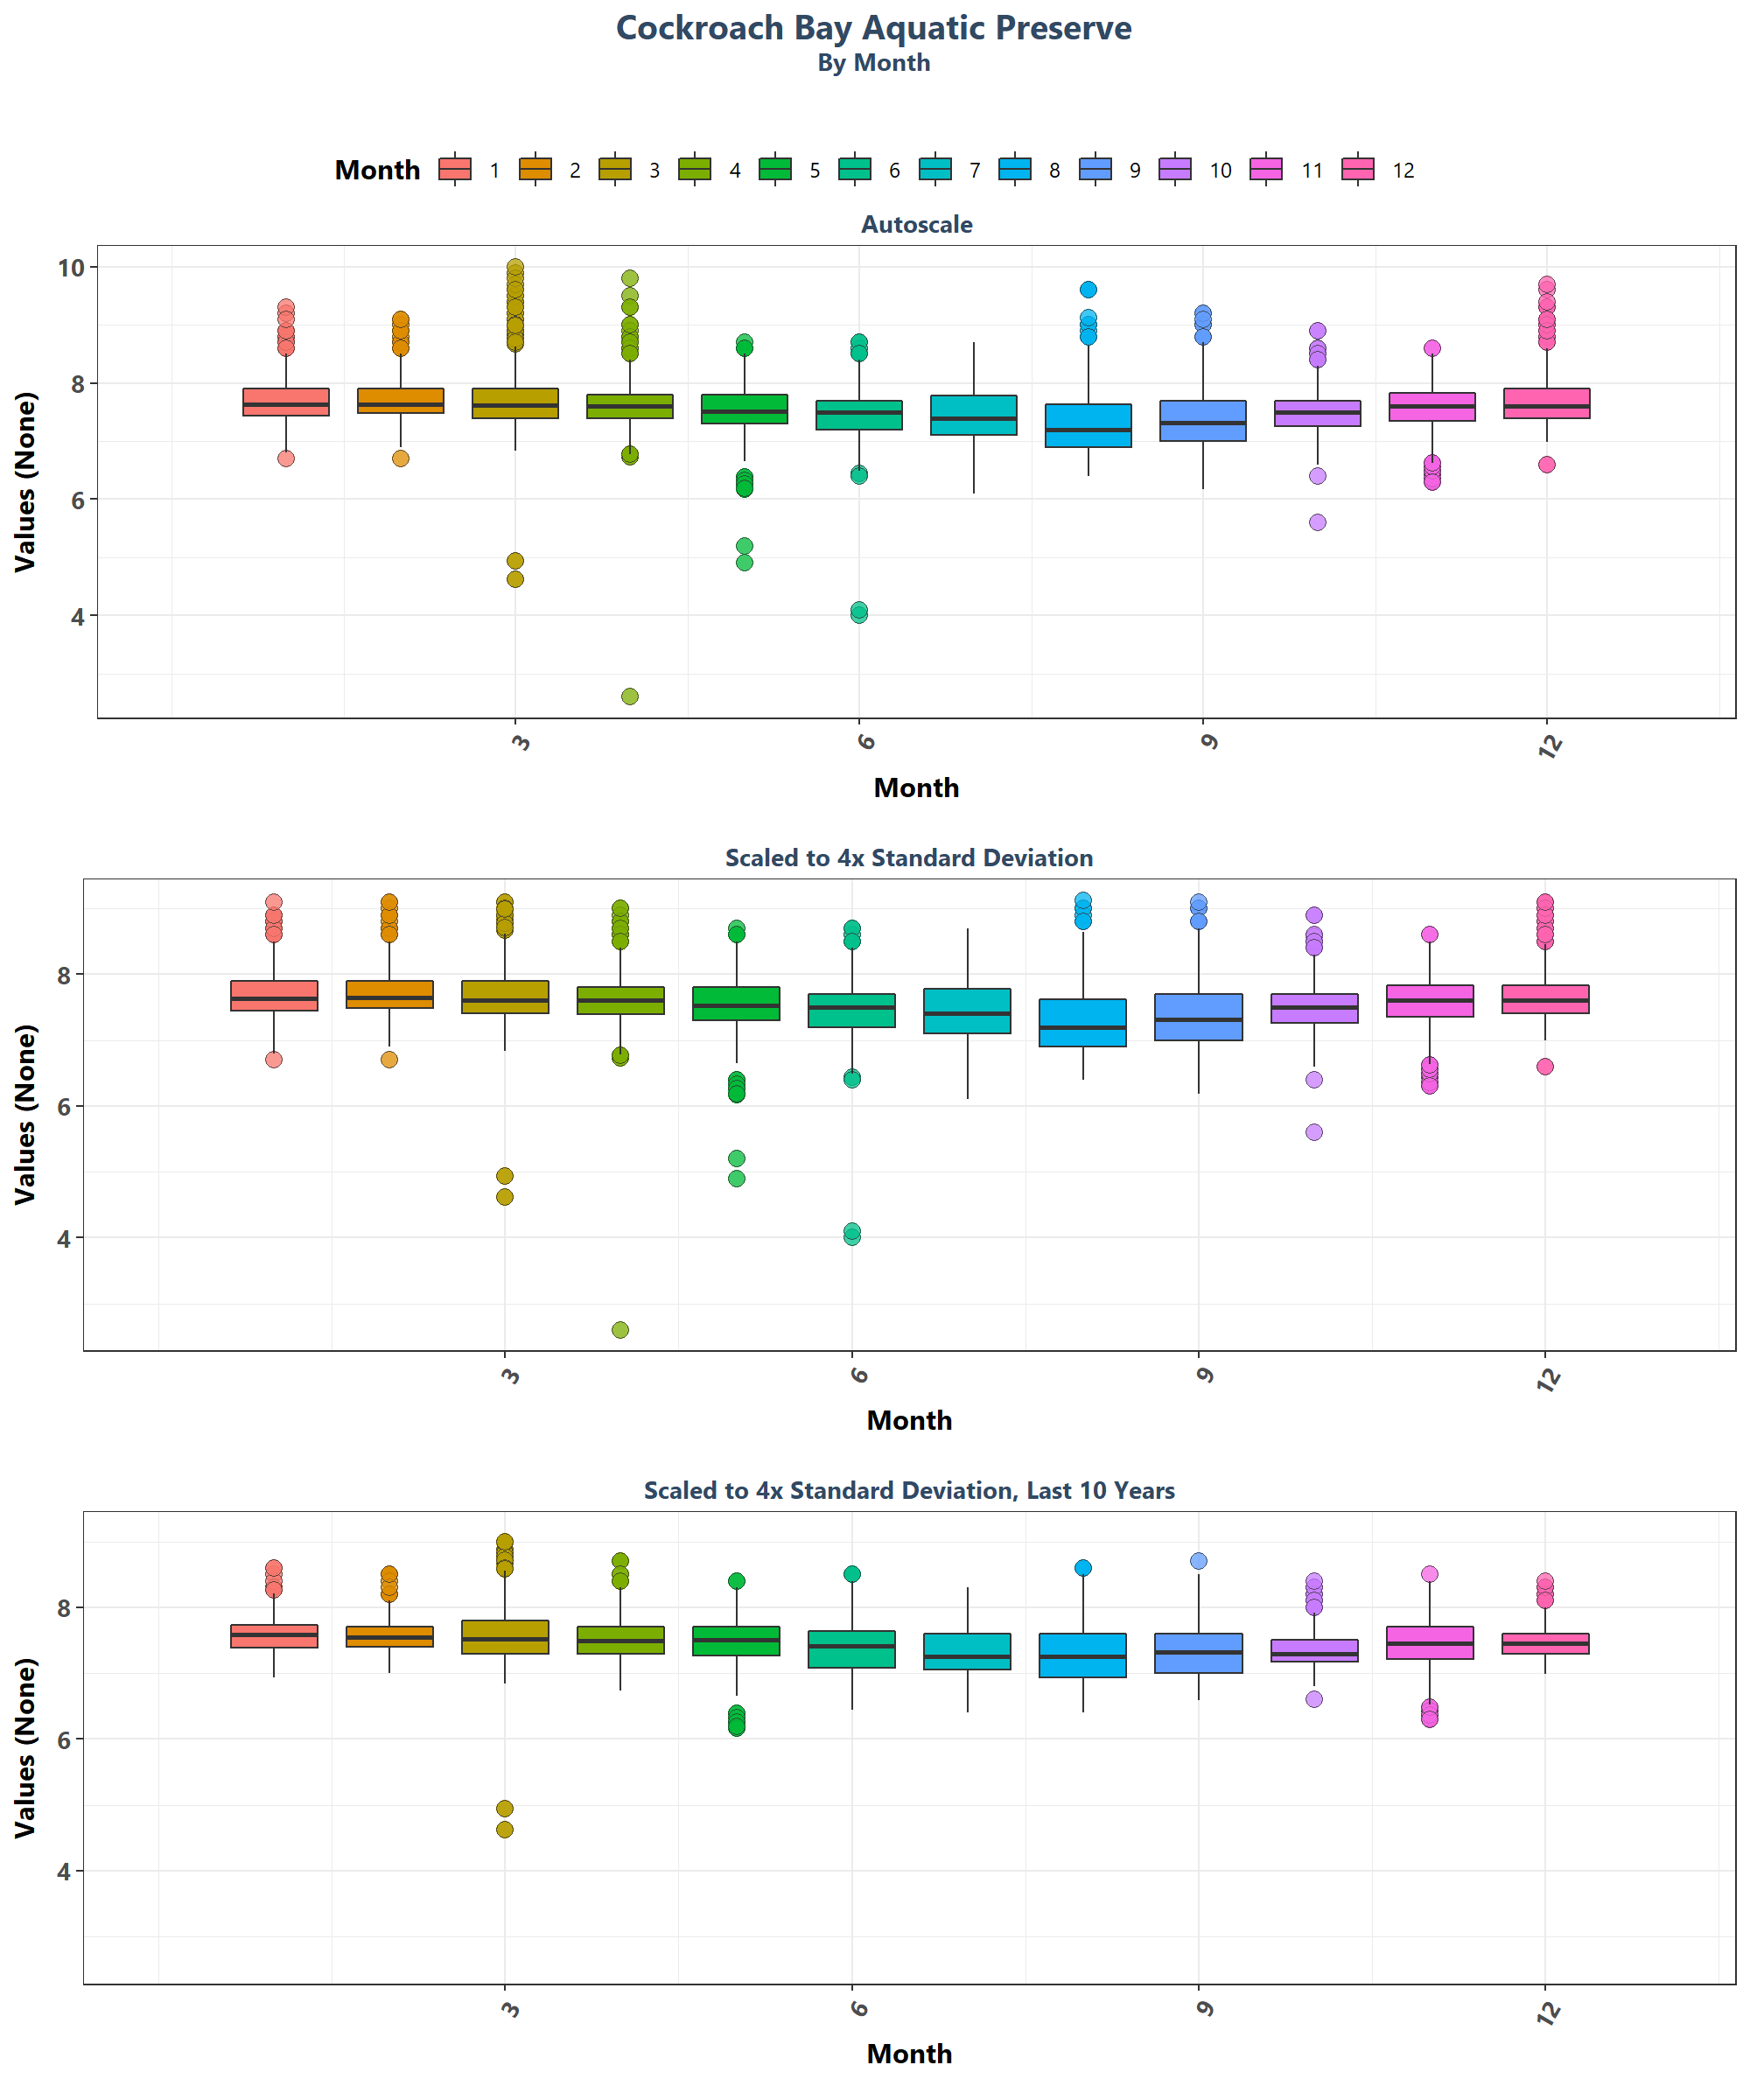 Cockroach Bay Aquatic Preserve
By Month
Month 1 2 3 4 5 6 7 8 9 10 11 12
Autoscale
Values (None)
10
8
6
4
3 6 9 12
Month
Scaled to 4x Standard Deviation
Values (None)
8
6
4
3 6 9 12
Month
Scaled to 4x Standard Deviation, Last 10 Years
Values (None)
8
6
4
3 6 9 12
Month